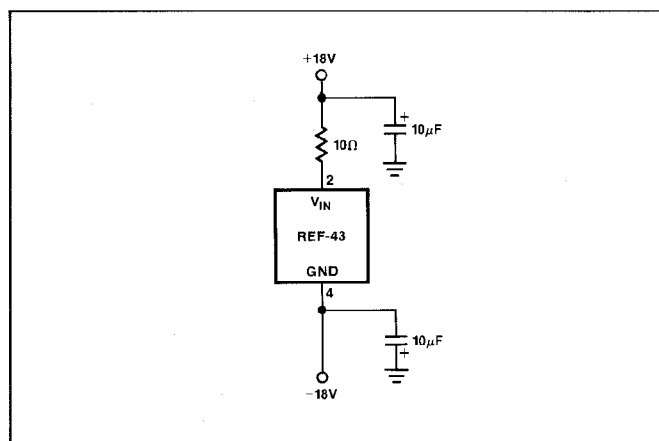 +18V
+
10µF
10Ω
2
VIN
REF-43
GND
4
10µF
+
−18V